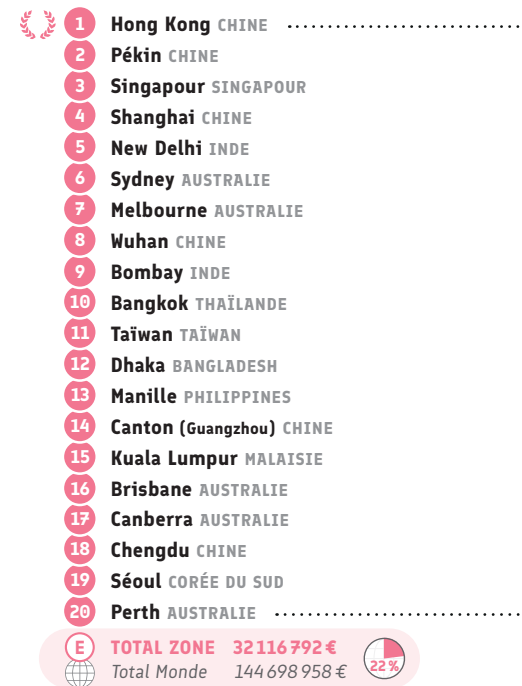 1 Hong Kong CHINE ..............................
2 Pékin CHINE
3 Singapour SINGAPOUR
4 Shanghai CHINE
5 New Delhi INDE
6 Sydney AUSTRALIE
7 Melbourne AUSTRALIE
8 Wuhan CHINE
9 Bombay INDE
10 Bangkok THAÏLANDE
11 Taïwan TAÏWAN
12 Dhaka BANGLADESH
13 Manille PHILIPPINES
14 Canton (Guangzhou) CHINE
15 Kuala Lumpur MALAISIE
16 Brisbane AUSTRALIE
17 Canberra AUSTRALIE
18 Chengdu CHINE
19 Séoul CORÉE DU SUD
20 Perth AUSTRALIE ..............................
E TOTAL ZONE 32 116 792 € 22 %
Total Monde 144 698 958 €